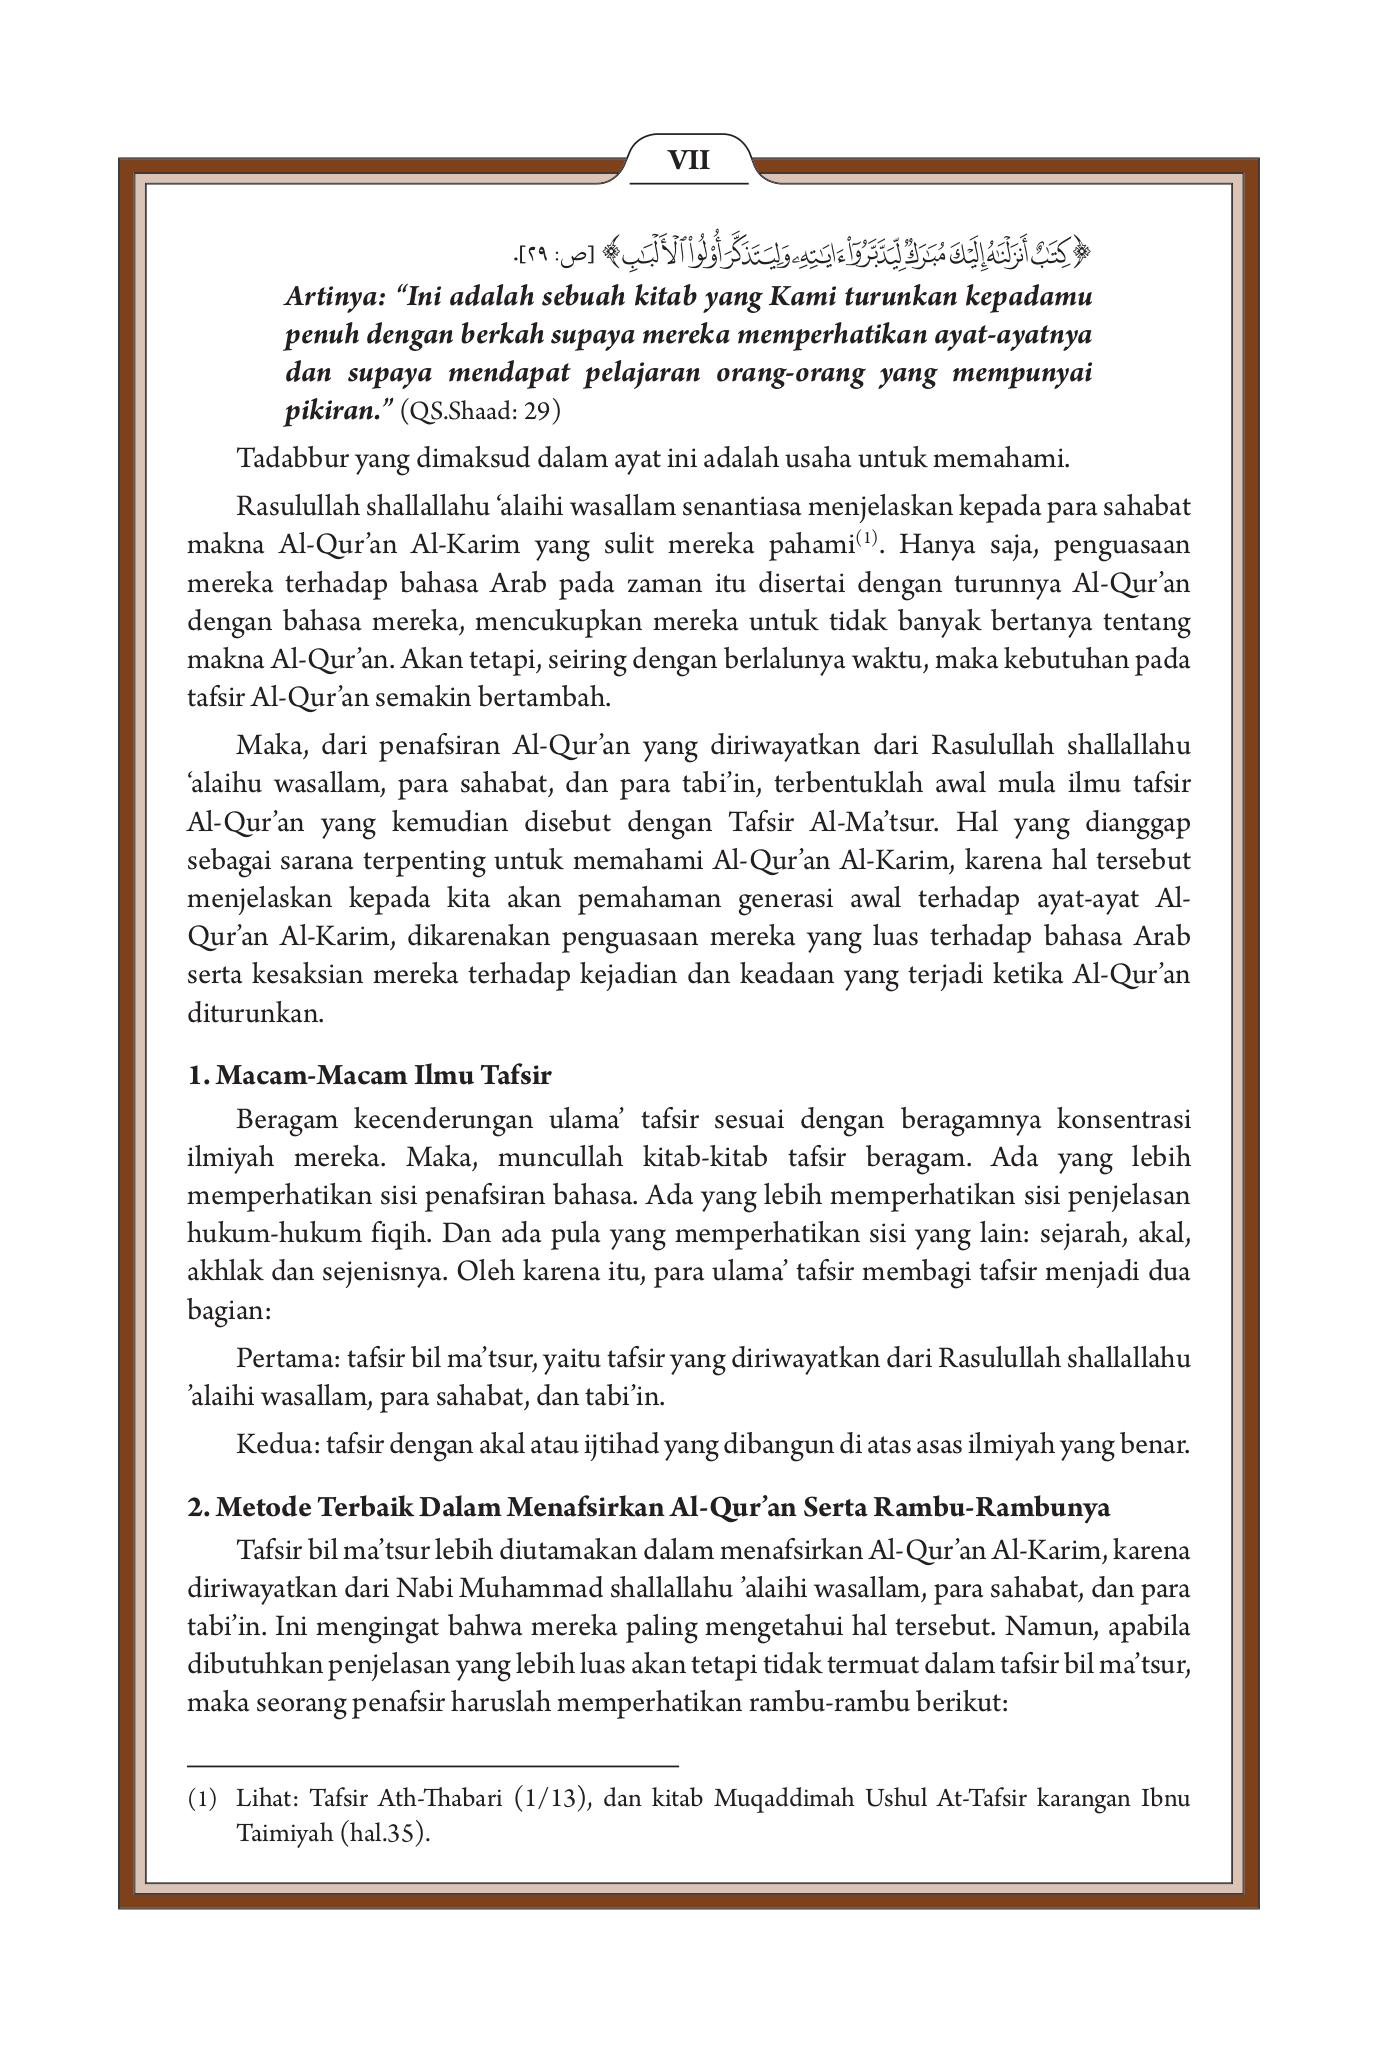 VII
﴿كِتَٰبٌ أَنزَلْنَٰهُ إِلَيْكَ مُبَٰرَكٌ لِّيَدَّبَّرُوٓا۟ ءَايَٰتِهِۦ وَلِيَتَذَكَّرَ أُو۟لُوا۟ ٱلْأَلْبَٰبِ﴾ [ص: ٢٩].
Artinya: “Ini adalah sebuah kitab yang Kami turunkan kepadamu
penuh dengan berkah supaya mereka memperhatikan ayat-ayatnya
dan supaya mendapat pelajaran orang-orang yang mempunyai
pikiran.” (QS.Shaad: 29)
Tadabbur yang dimaksud dalam ayat ini adalah usaha untuk memahami.
Rasulullah shallallahu ‘alaihi wasallam senantiasa menjelaskan kepada para sahabat
makna Al-Qur’an Al-Karim yang sulit mereka pahami(1). Hanya saja, penguasaan
mereka terhadap bahasa Arab pada zaman itu disertai dengan turunnya Al-Qur’an
dengan bahasa mereka, mencukupkan mereka untuk tidak banyak bertanya tentang
makna Al-Qur’an. Akan tetapi, seiring dengan berlalunya waktu, maka kebutuhan pada
tafsir Al-Qur’an semakin bertambah.
Maka, dari penafsiran Al-Qur’an yang diriwayatkan dari Rasulullah shallallahu
‘alaihu wasallam, para sahabat, dan para tabi’in, terbentuklah awal mula ilmu tafsir
Al-Qur’an yang kemudian disebut dengan Tafsir Al-Ma’tsur. Hal yang dianggap
sebagai sarana terpenting untuk memahami Al-Qur’an Al-Karim, karena hal tersebut
menjelaskan kepada kita akan pemahaman generasi awal terhadap ayat-ayat Al-
Qur’an Al-Karim, dikarenakan penguasaan mereka yang luas terhadap bahasa Arab
serta kesaksian mereka terhadap kejadian dan keadaan yang terjadi ketika Al-Qur’an
diturunkan.
1. Macam-Macam Ilmu Tafsir
Beragam kecenderungan ulama’ tafsir sesuai dengan beragamnya konsentrasi
ilmiyah mereka. Maka, muncullah kitab-kitab tafsir beragam. Ada yang lebih
memperhatikan sisi penafsiran bahasa. Ada yang lebih memperhatikan sisi penjelasan
hukum-hukum fiqih. Dan ada pula yang memperhatikan sisi yang lain: sejarah, akal,
akhlak dan sejenisnya. Oleh karena itu, para ulama’ tafsir membagi tafsir menjadi dua
bagian:
Pertama: tafsir bil ma’tsur, yaitu tafsir yang diriwayatkan dari Rasulullah shallallahu
’alaihi wasallam, para sahabat, dan tabi’in.
Kedua: tafsir dengan akal atau ijtihad yang dibangun di atas asas ilmiyah yang benar.
2. Metode Terbaik Dalam Menafsirkan Al-Qur’an Serta Rambu-Rambunya
Tafsir bil ma’tsur lebih diutamakan dalam menafsirkan Al-Qur’an Al-Karim, karena
diriwayatkan dari Nabi Muhammad shallallahu ’alaihi wasallam, para sahabat, dan para
tabi’in. Ini mengingat bahwa mereka paling mengetahui hal tersebut. Namun, apabila
dibutuhkan penjelasan yang lebih luas akan tetapi tidak termuat dalam tafsir bil ma’tsur,
maka seorang penafsir haruslah memperhatikan rambu-rambu berikut:
(1) Lihat: Tafsir Ath-Thabari (1/13), dan kitab Muqaddimah Ushul At-Tafsir karangan Ibnu
Taimiyah (hal.35).